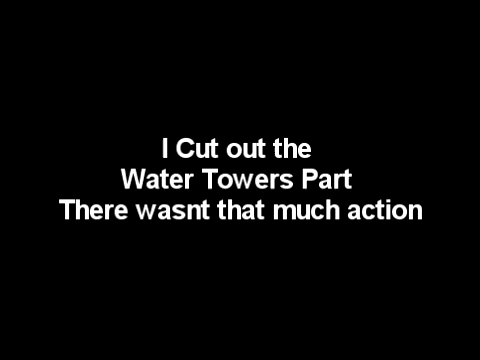 I Cut out the
Water Towers Part
There wasnt that much action